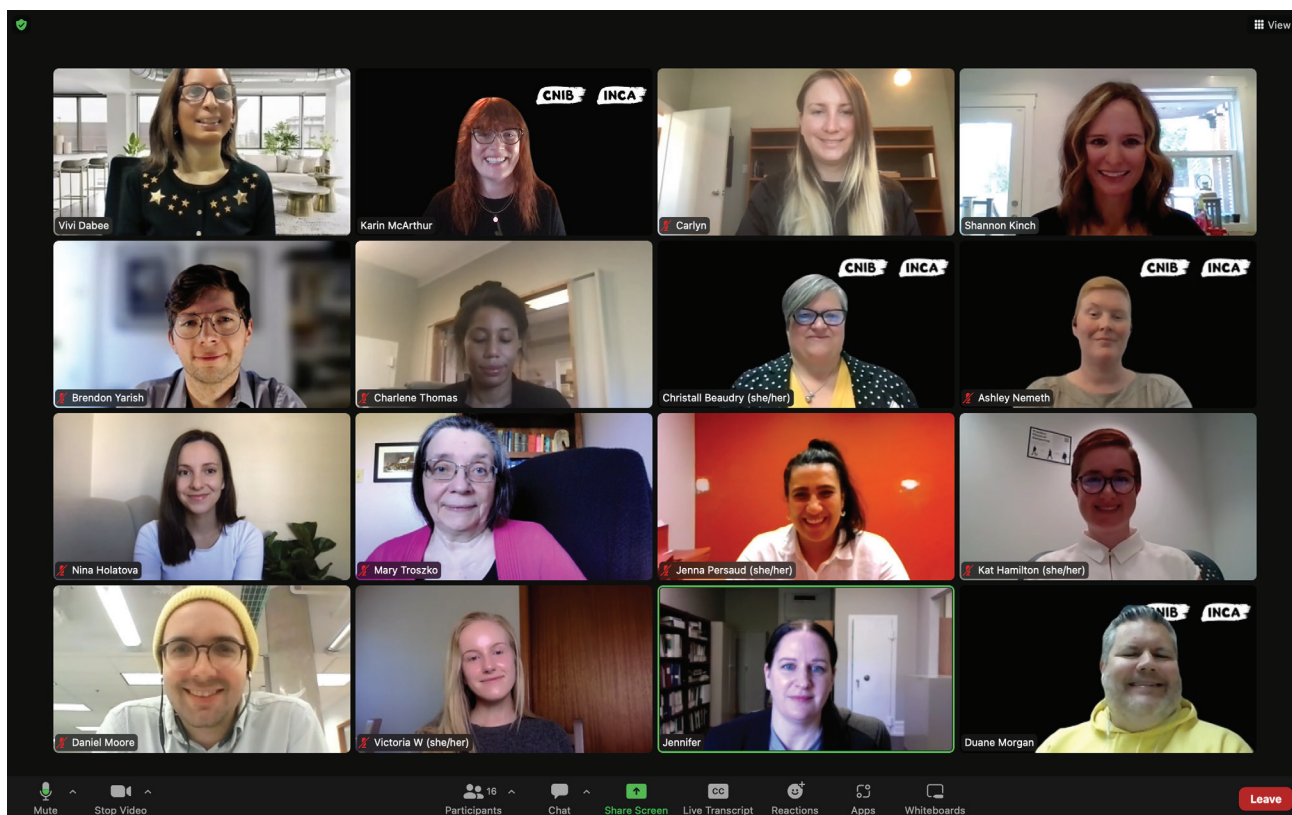 View
CNIB INCA
Vivi Dabee
Karin McArthur
Carlyn
Shannon Kinch
CNIB INCA
CNIB INCA
Brendon Yarish
Charlene Thomas
Christall Beaudry (she/her)
Ashley Nemeth
Nina Holatova
Mary Troszko
Jenna Persaud (she/her)
Kat Hamilton (she/her)
NIB INCA
Daniel Moore
Victoria W (she/her)
Jennifer
Duane Morgan
16
CC
Mute
Stop Video
Participants
Chat
Share Screen
Live Transcript
Reactions
Apps
Whiteboards
Leave